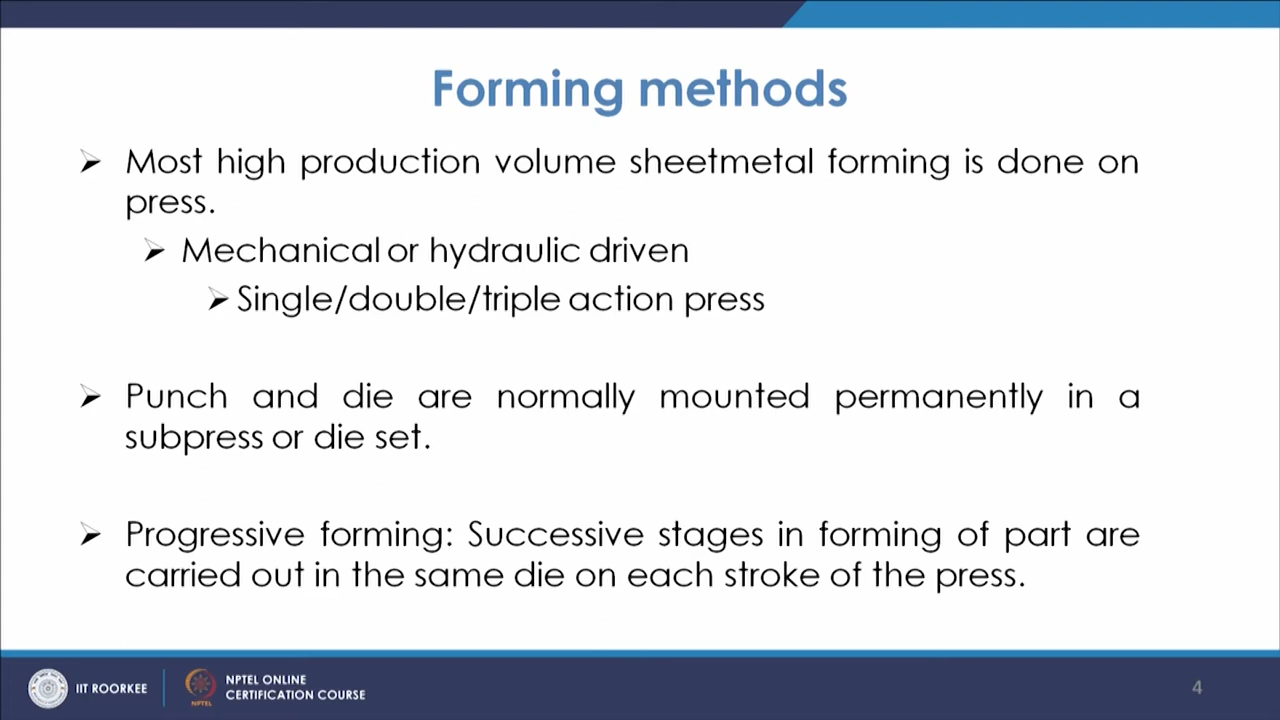 Forming methods
Most high production volume sheetmetal forming is done on
press.
Mechanical or hydraulic driven
Single/double/triple action press
Punch and die are normally mounted permanently in a
subpress or die set.
Progressive forming: Successive stages in forming of part are
carried out in the same die on each stroke of the press.
IIT ROORKEE
NPTEL
NPTEL ONLINE
CERTIFICATION COURSE
4